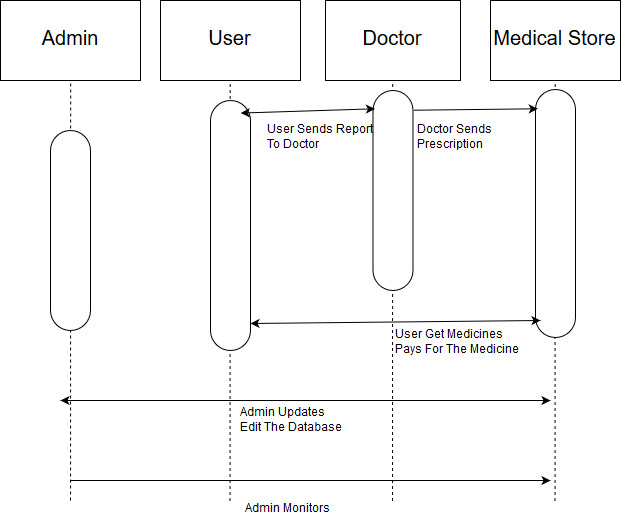 Admin
User
Doctor
Medical Store
User Sends Report
To Doctor
Doctor Sends
Prescription
User Get Medicines
Pays For The Medicine
Admin Updates
Edit The Database
Admin Monitors